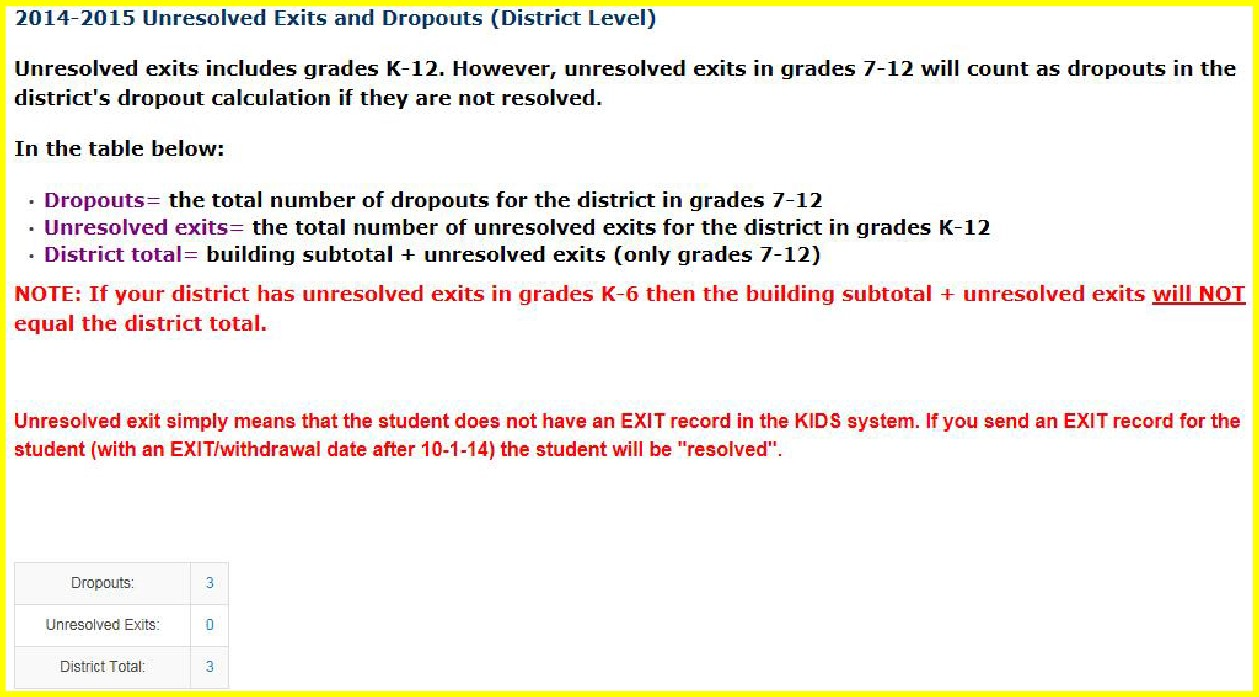 2014-2015 Unresolved Exits and Dropouts (District Level)
Unresolved exits includes grades K-12. However, unresolved exits in grades 7-12 will count as dropouts in the
district's dropout calculation if they are not resolved.
In the table below:
· Dropouts= the total number of dropouts for the district in grades 7-12
· Unresolved exits= the total number of unresolved exits for the district in grades K-12
· District total= building subtotal + unresolved exits (only grades 7-12)
NOTE: If your district has unresolved exits in grades K-6 then the building subtotal + unresolved exits will NOT
equal the district total.
Unresolved exit simply means that the student does not have an EXIT record in the KIDS system. If you send an EXIT record for the
student (with an EXIT/withdrawal date after 10-1-14) the student will be "resolved".
Dropouts: 3
Unresolved Exits: 0
District Total: 3